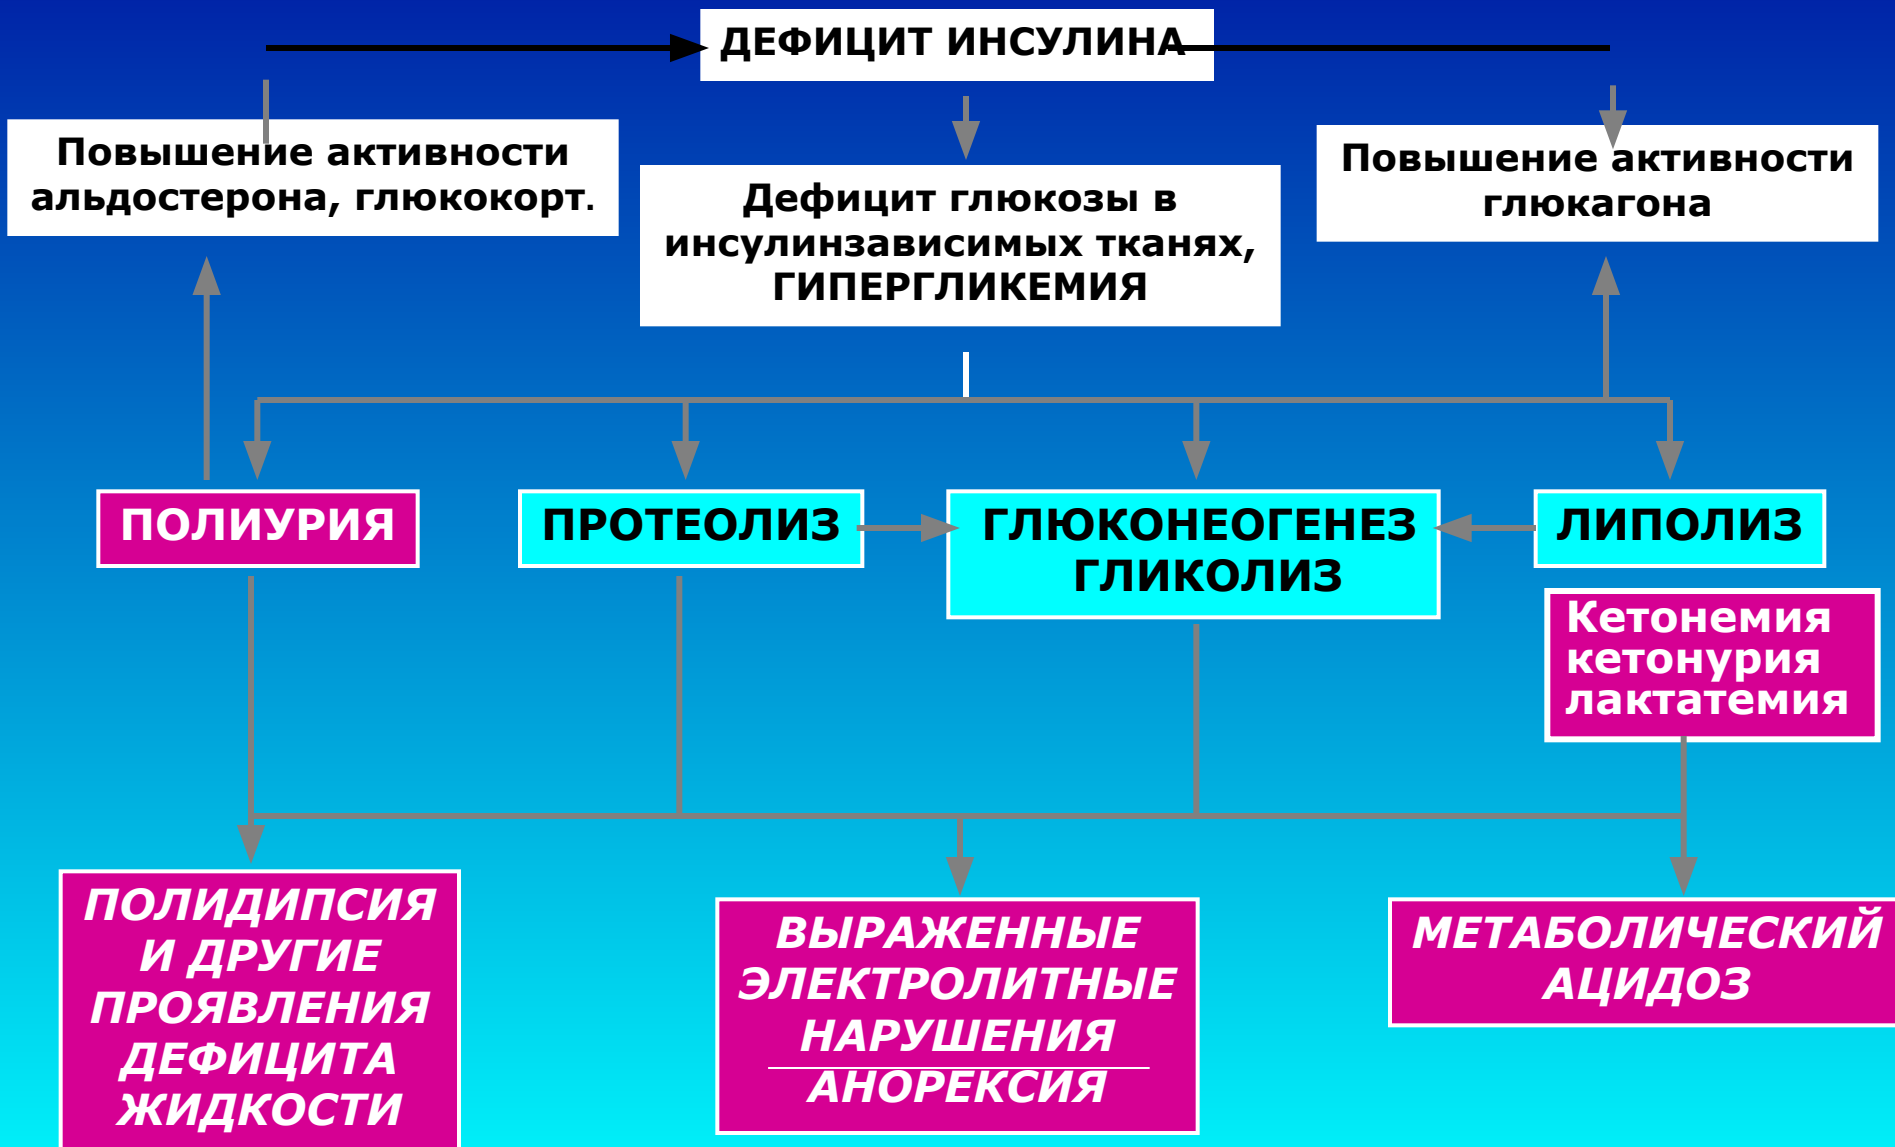 ДЕФИЦИТ ИНСУЛИНА
Повышение активности
альдостерона, глюкокорт.
Дефицит глюкозы в
инсулинзависимых тканях,
ГИПЕРГЛИКЕМИЯ
Повышение активности
глюкагона
ПОЛИУРИЯ
ПРОТЕОЛИЗ
ГЛЮКОНЕОГЕНЕЗ
ГЛИКОЛИЗ
ЛИПОЛИЗ
Кетонемия
кетонурия
лактатемия
ПОЛИДИПСИЯ
И ДРУГИЕ
ПРОЯВЛЕНИЯ
ДЕФИЦИТА
ЖИДКОСТИ
ВЫРАЖЕННЫЕ
ЭЛЕКТРОЛИТНЫЕ
НАРУШЕНИЯ
АНОРЕКСИЯ
МЕТАБОЛИЧЕСКИЙ
АЦИДОЗ